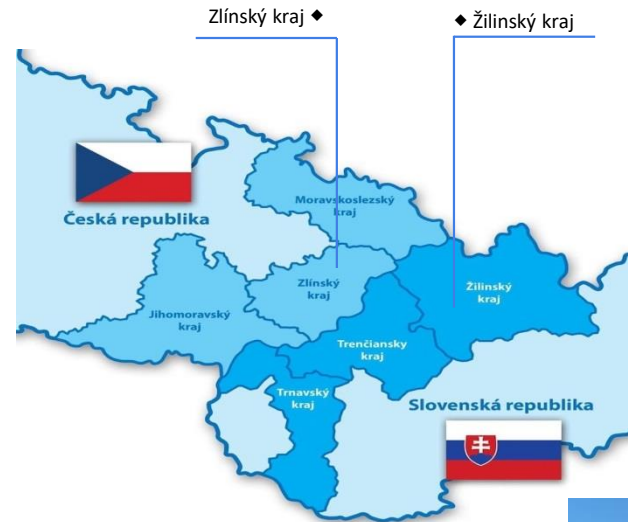 Zlínský kraj ◆
◆ Žilinský kraj
Moravskoslezský
kraj
Česká republika
Zlínský
kraj
Žilinský
kraj
Jihomoravský
kraj
Trenčiansky
kraj
Trnavský
kraj
Slovenská republika